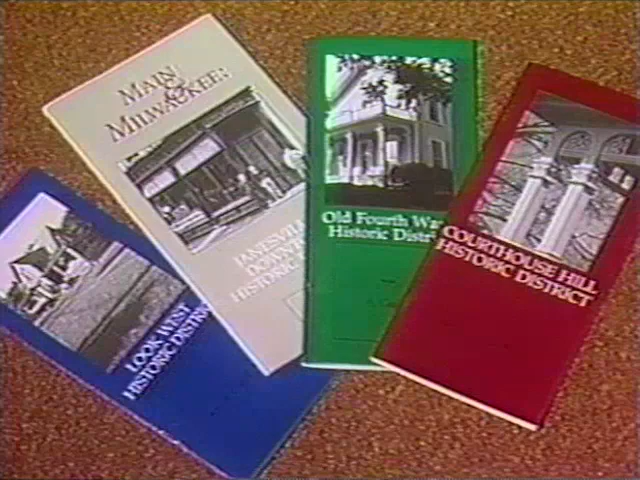 MAIN
&
MILWAUKEE:
JANESVILLE
DOWNTOWN
HISTORIC
LOOK WEST
HISTORIC DISTRICT
Old Fourth Wa
Historic Distr
COURTHOUSE HILL
HISTORIC DISTRICT